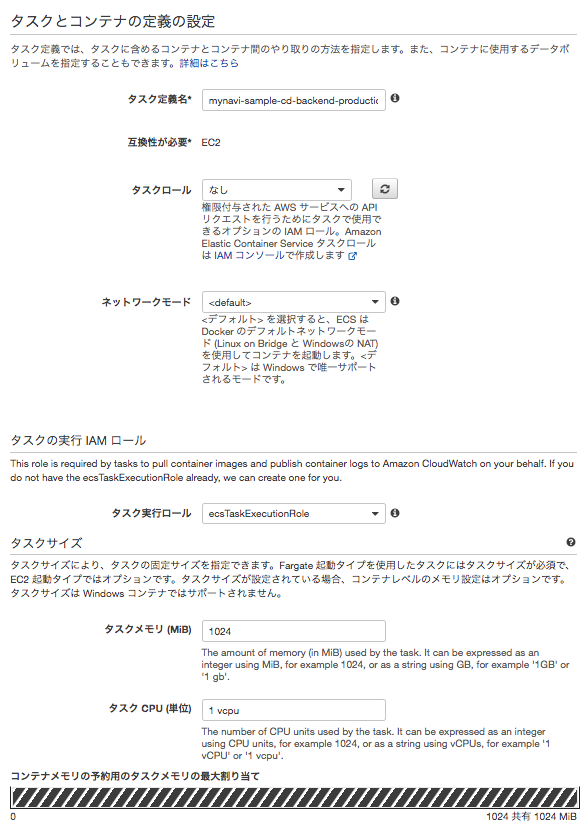 タスクとコンテナの定義の設定
タスク定義では、タスクに含めるコンテナとコンテナ間のやり取りの方法を指定します。また、コンテナに使用するデータボ
リュームを指定することもできます。詳細はこちら
タスク定義名* mynavi-sample-cd-backend-productic
互換性が必要* EC2
タスクロール なし
権限付与された AWS サービスへの API
リクエストを行うためにタスクで使用で
きるオプションの IAM ロール。Amazon
Elastic Container Service タスクロール
は IAM コンソールで作成します
ネットワークモード <default>
<デフォルト> を選択すると、ECS は
Docker のデフォルトネットワークモー
ド (Linux on Bridge と Windowsの NAT)
を使用してコンテナを起動します。<デ
フォルト> は Windows で唯一サポート
されるモードです。
タスクの実行 IAM ロール
This role is required by tasks to pull container images and publish container logs to Amazon CloudWatch on your behalf. If you
do not have the ecsTaskExecutionRole already, we can create one for you.
タスク実行ロール ecsTaskExecutionRole
タスクサイズ
タスクサイズにより、タスクの固定サイズを指定できます。Fargate 起動タイプを使用したタスクにはタスクサイズが必須で、
EC2 起動タイプではオプションです。タスクサイズが設定されている場合、コンテナレベルのメモリ設定はオプションです。
タスクサイズは Windows コンテナではサポートされません。
タスクメモリ (MiB) 1024
The amount of memory (in MiB) used by the task. It can be expressed as an
integer using MiB, for example 1024, or as a string using GB, for example '1GB' or
'1 gb'.
タスク CPU (単位) 1 vcpu
The number of CPU units used by the task. It can be expressed as an integer
using CPU units, for example 1024, or as a string using vCPUs, for example '1
vCPU' or '1 vcpu'.
コンテナメモリの予約用のタスクメモリの最大割り当て
0 1024 共有 1024 MiB